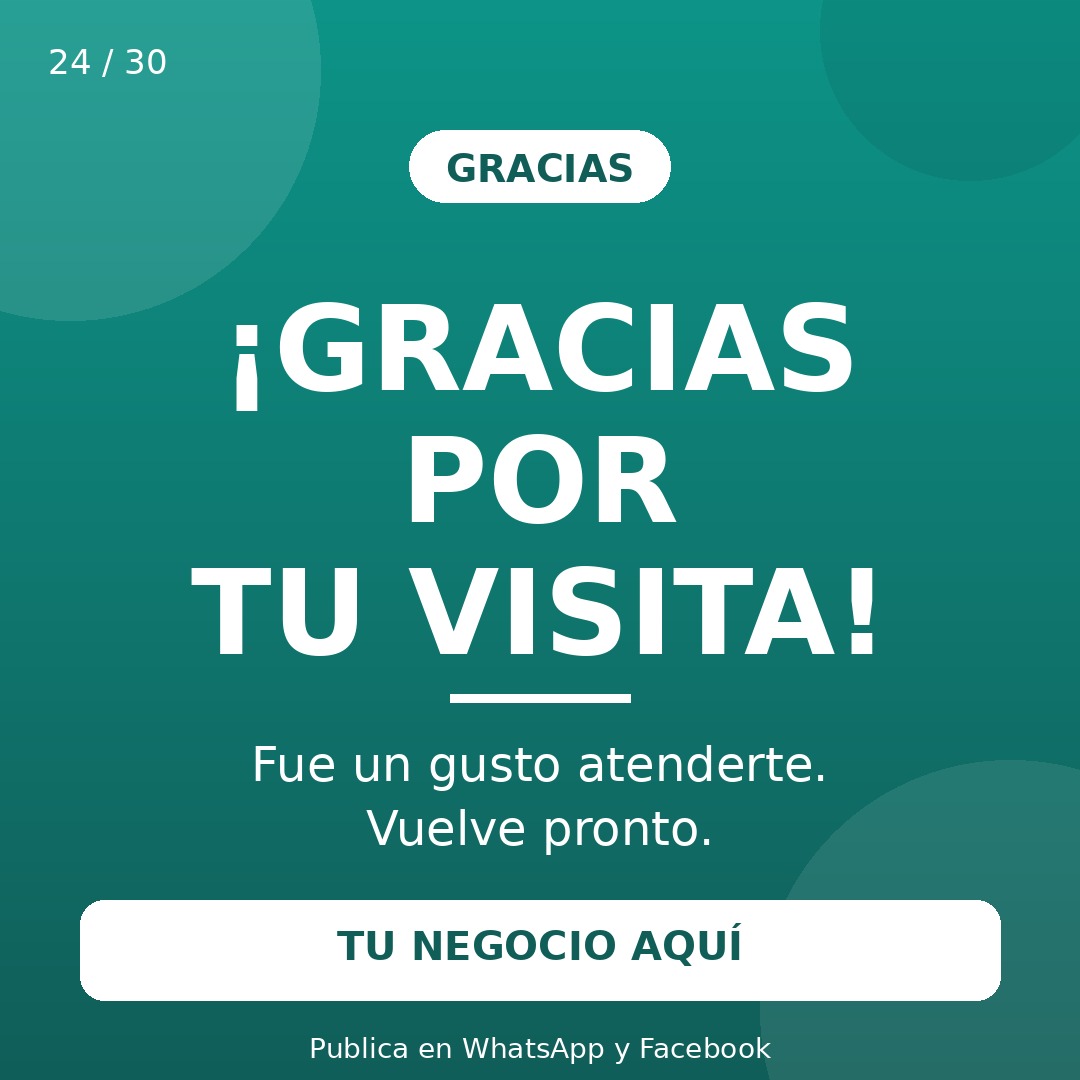 24 / 30
GRACIAS
¡GRACIAS
POR
TU VISITA!
Fue un gusto atenderte.
Vuelve pronto.
TU NEGOCIO AQUÍ
Publica en WhatsApp y Facebook